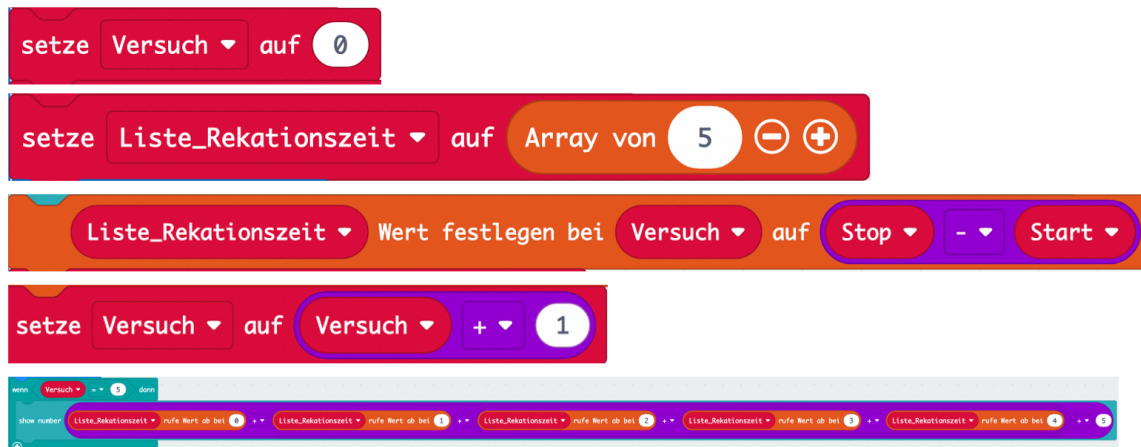 setze Versuch auf 0
setze Liste_Rekationszeit auf Array von 5
Liste_Rekationszeit Wert festlegen bei Versuch auf Stop - Start
setze Versuch auf Versuch + 1
wenn Versuch = 5 dann
show number Liste_Rekationszeit rufe Wert ab bei 0 + Liste_Rekationszeit rufe Wert ab bei 1 + Liste_Rekationszeit rufe Wert ab bei 2 + Liste_Rekationszeit rufe Wert ab bei 3 + Liste_Rekationszeit rufe Wert ab bei 4 ÷ 5